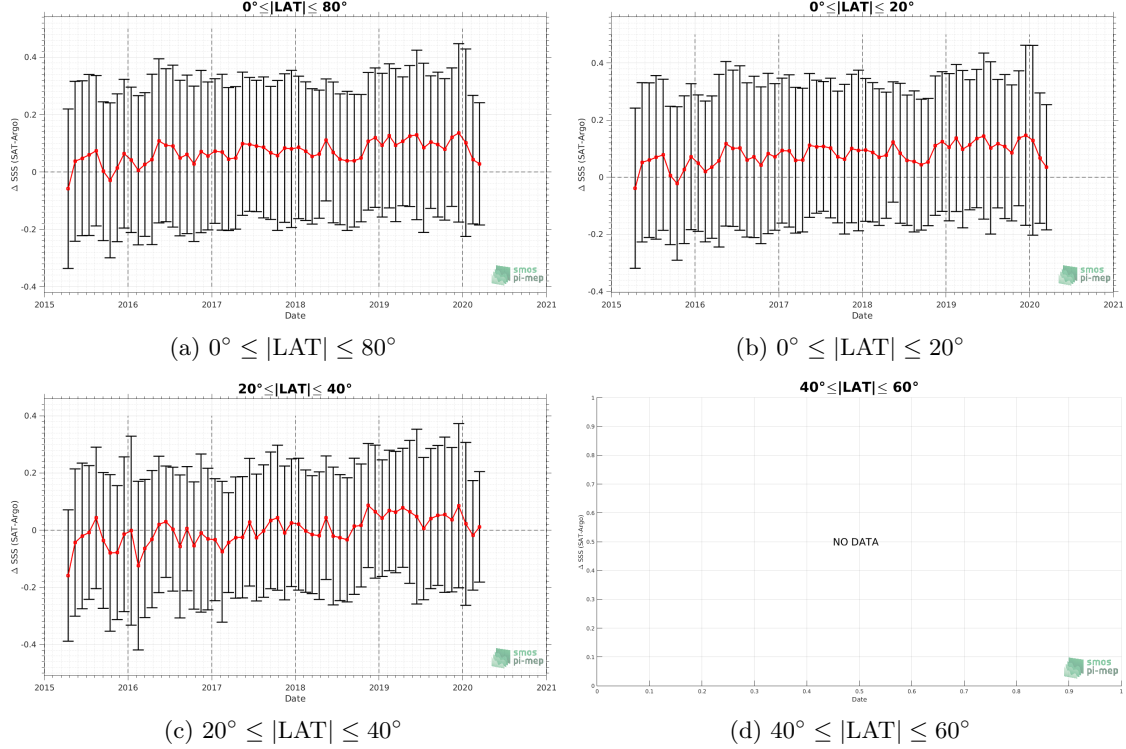 0°≤|LAT|≤ 80°
Δ SSS (SAT-Argo)
0.4
0.2
0
-0.2
-0.4
2015 2016 2017 2018 2019 2020 2021
Date
smos
pi-mep
(a) 0° ≤ |LAT| ≤ 80°
0°≤|LAT|≤ 20°
Δ SSS (SAT-Argo)
0.4
0.2
0
-0.2
-0.4
2015 2016 2017 2018 2019 2020 2021
Date
smos
pi-mep
(b) 0° ≤ |LAT| ≤ 20°
20°≤|LAT|≤ 40°
Δ SSS (SAT-Argo)
0.4
0.2
0
-0.2
-0.4
2015 2016 2017 2018 2019 2020 2021
Date
smos
pi-mep
(c) 20° ≤ |LAT| ≤ 40°
40°≤|LAT|≤ 60°
Δ SSS (SAT-Argo)
1
0.9
0.8
0.7
0.6
0.5
0.4
0.3
0.2
0.1
0
NO DATA
0 0.1 0.2 0.3 0.4 0.5 0.6 0.7 0.8 0.9 1
Date
smos
pi-mep
(d) 40° ≤ |LAT| ≤ 60°